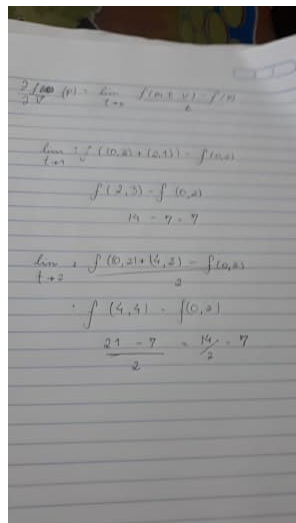 ∂f/∂v (p) = lim t→0 f(p+t v) - f(p) / t
lim t→1 : f((0,2)+(2,1)) - f(0,2)
f(2,3) - f(0,2)
14 - 7 = 7
lim t→2 : f((0,2)+(4,2)) - f(0,2) / 2
f(4,4) - f(0,2)
21 - 7 / 2 = 14/2 = 7